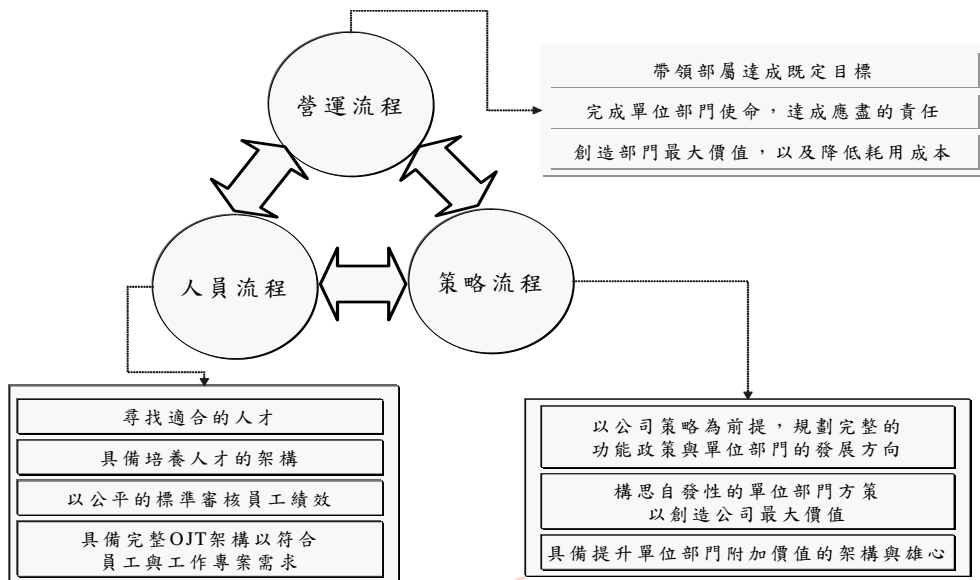 營運流程
帶領部屬達成既定目標
完成單位部門使命，達成應盡的責任
創造部門最大價值，以及降低耗用成本
人員流程
策略流程
尋找適合的人才
具備培養人才的架構
以公平的標準審核員工績效
具備完整OJT架構以符合
員工與工作專案需求
以公司策略為前提，規劃完整的
功能政策與單位部門的發展方向
構思自發性的單位部門方策
以創造公司最大價值
具備提升單位部門附加價值的架構與雄心